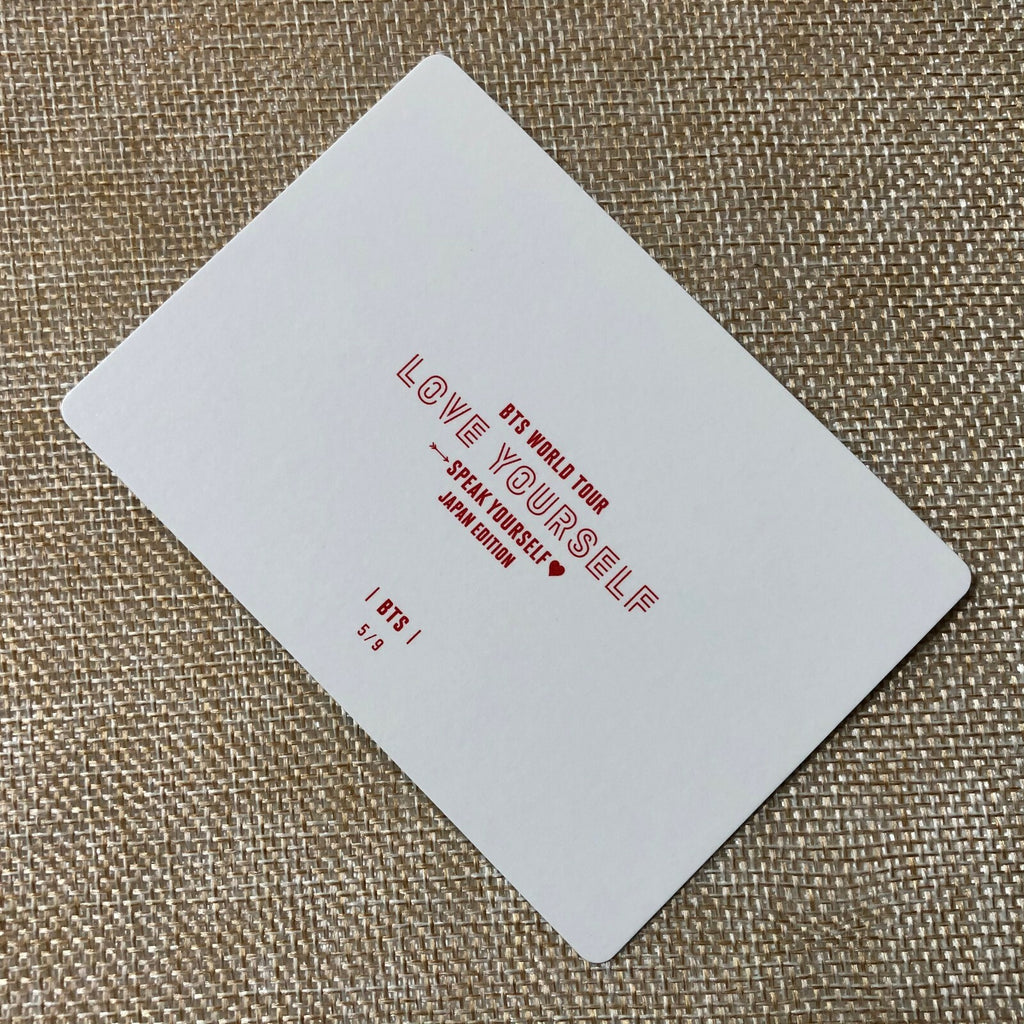 BTS WORLD TOUR
LOVE YOURSELF
SPEAK YOURSELF
JAPAN EDITION
| BTS |
5/9